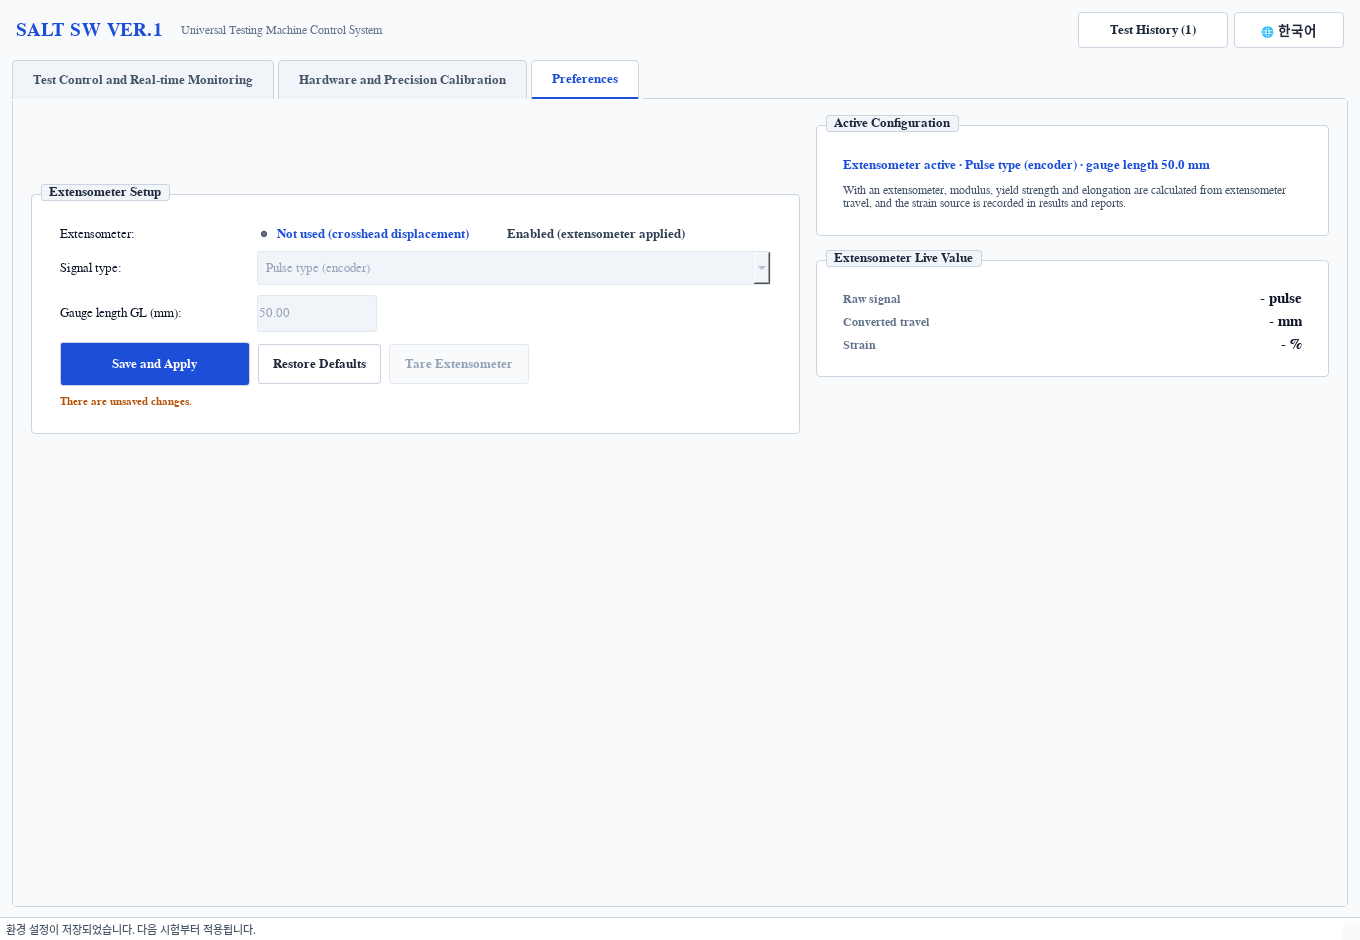 SALT SW VER.1
Universal Testing Machine Control System
Test History (1)
한국어
Test Control and Real-time Monitoring
Hardware and Precision Calibration
Preferences
Extensometer Setup
Extensometer:
Not used (crosshead displacement)
Enabled (extensometer applied)
Signal type:
Pulse type (encoder)
Gauge length GL (mm):
50.00
Save and Apply
Restore Defaults
Tare Extensometer
There are unsaved changes.
Active Configuration
Extensometer active · Pulse type (encoder) · gauge length 50.0 mm
With an extensometer, modulus, yield strength and elongation are calculated from extensometer
travel, and the strain source is recorded in results and reports.
Extensometer Live Value
Raw signal
- pulse
Converted travel
- mm
Strain
- %
환경 설정이 저장되었습니다. 다음 시험부터 적용됩니다.